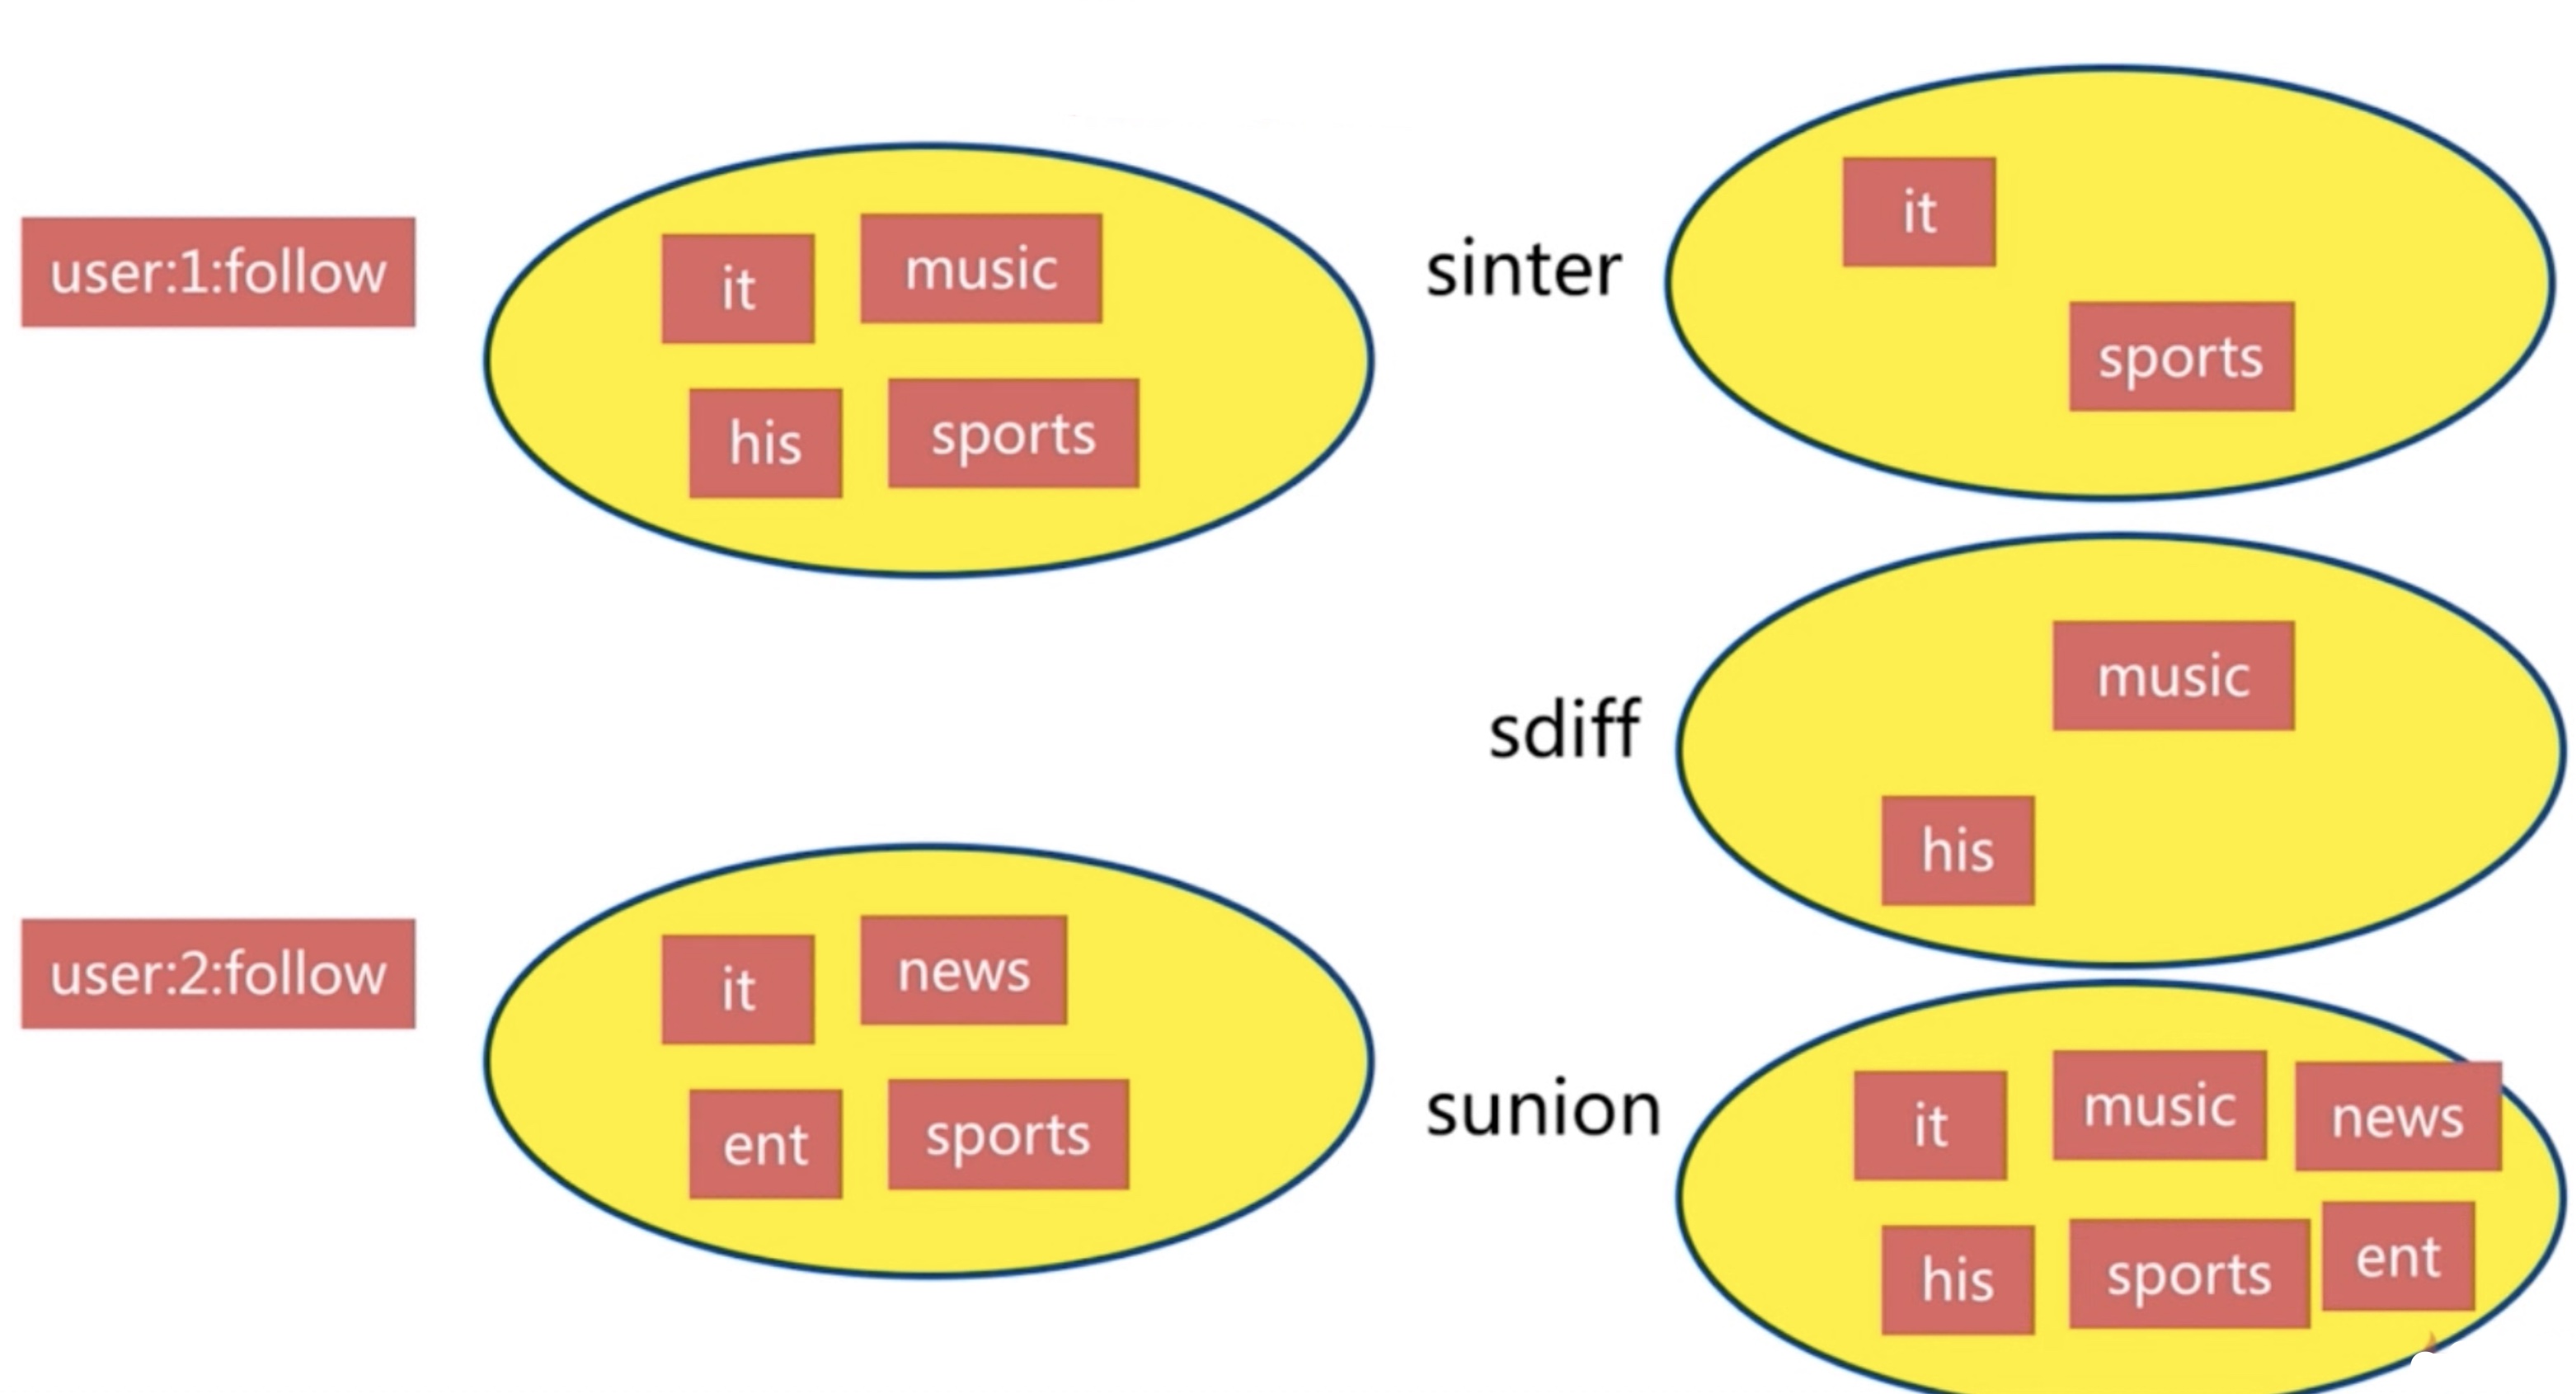 user:1:follow
it
music
his
sports
sinter
it
sports
sdiff
music
his
user:2:follow
it
news
ent
sports
sunion
it
music
news
his
sports
ent